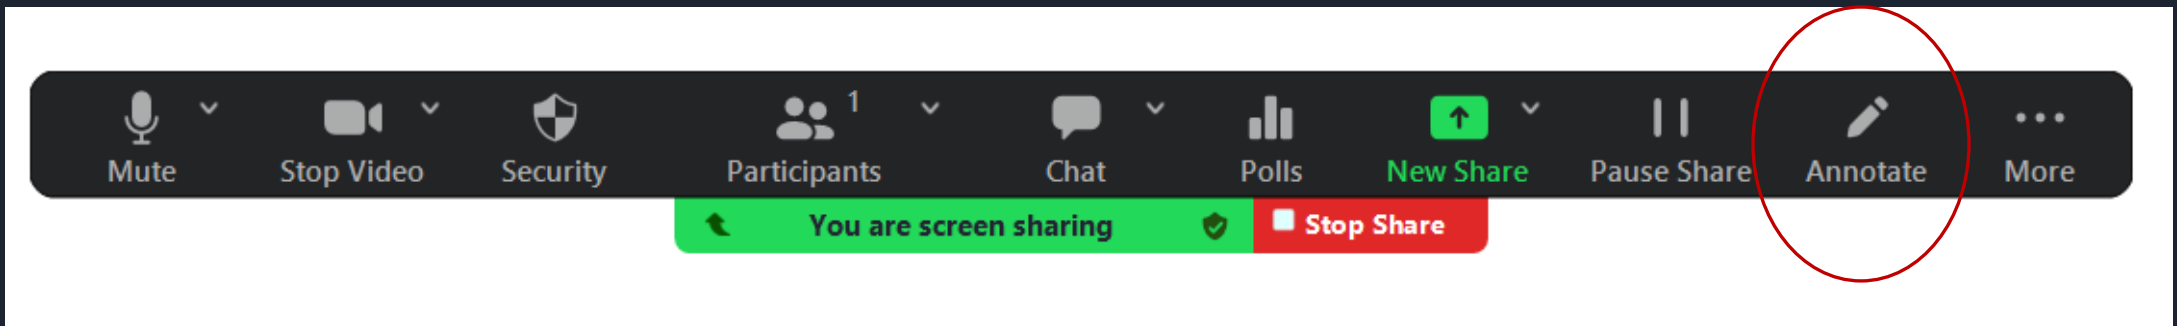 1
Mute Stop Video Security Participants Chat Polls New Share Pause Share Annotate More
You are screen sharing Stop Share